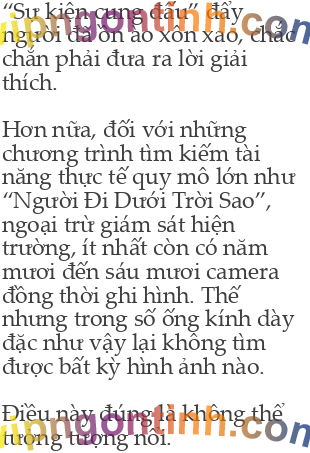 “Sự kiện cung đấu” đẩy
người đã ồn ào xôn xao, chắc
chắn phải đưa ra lời giải
thích.
Hơn nữa, đối với những
chương trình tìm kiếm tài
năng thực tế quy mô lớn như
“Người Đi Dưới Trời Sao”,
ngoại trừ giám sát hiện
trường, ít nhất còn có năm
mươi đến sáu mươi camera
đồng thời ghi hình. Thế
nhưng trong số ống kính dày
đặc như vậy lại không tìm
được bất kỳ hình ảnh nào.
Điều này đúng là không thể
tưởng tượng nổi.